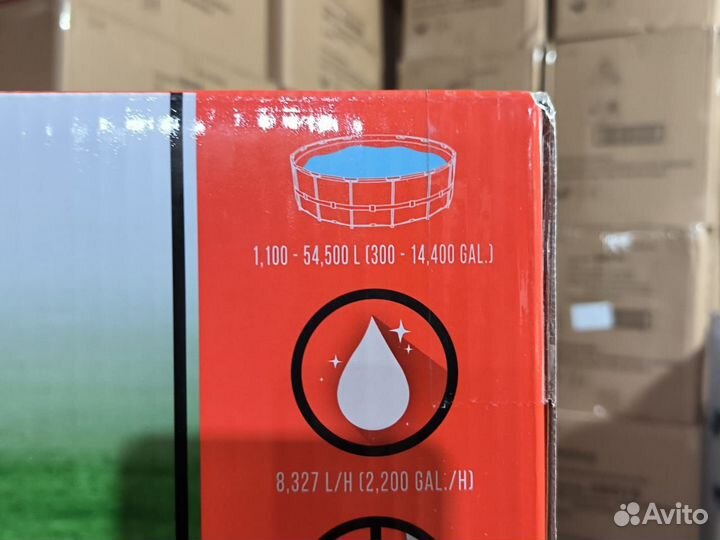 1,100 - 54,500 L (300 - 14,400 GAL.)
8,327 L/H (2,200 GAL./H)
Avito